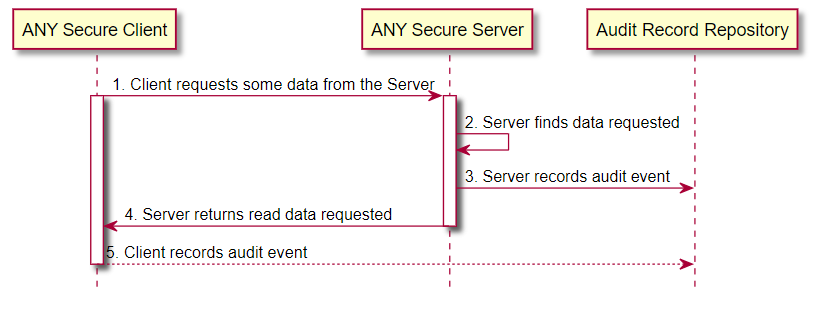 ANY Secure Client
ANY Secure Server
Audit Record Repository
1. Client requests some data from the Server
2. Server finds data requested
3. Server records audit event
4. Server returns read data requested
5. Client records audit event